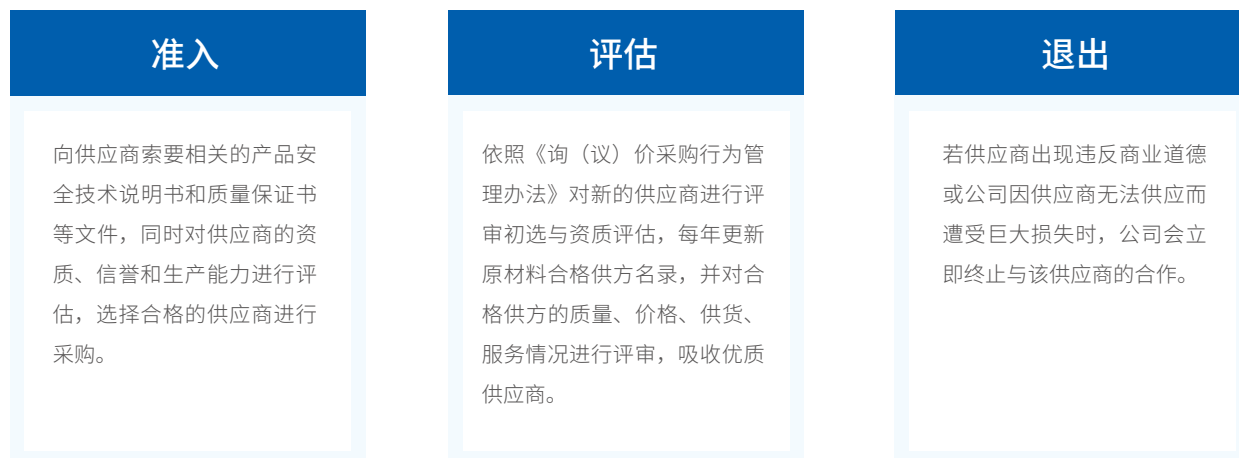 准入
向供应商索要相关的产品安
全技术说明书和质量保证书
等文件，同时对供应商的资
质、信誉和生产能力进行评
估，选择合格的供应商进行
采购。
评估
依照《询（议）价采购行为管
理办法》对新的供应商进行评
审初选与资质评估，每年更新
原材料合格供方名录，并对合
格供方的质量、价格、供货、
服务情况进行评审，吸收优质
供应商。
退出
若供应商出现违反商业道德
或公司因供应商无法供应而
遭受巨大损失时，公司会立
即终止与该供应商的合作。